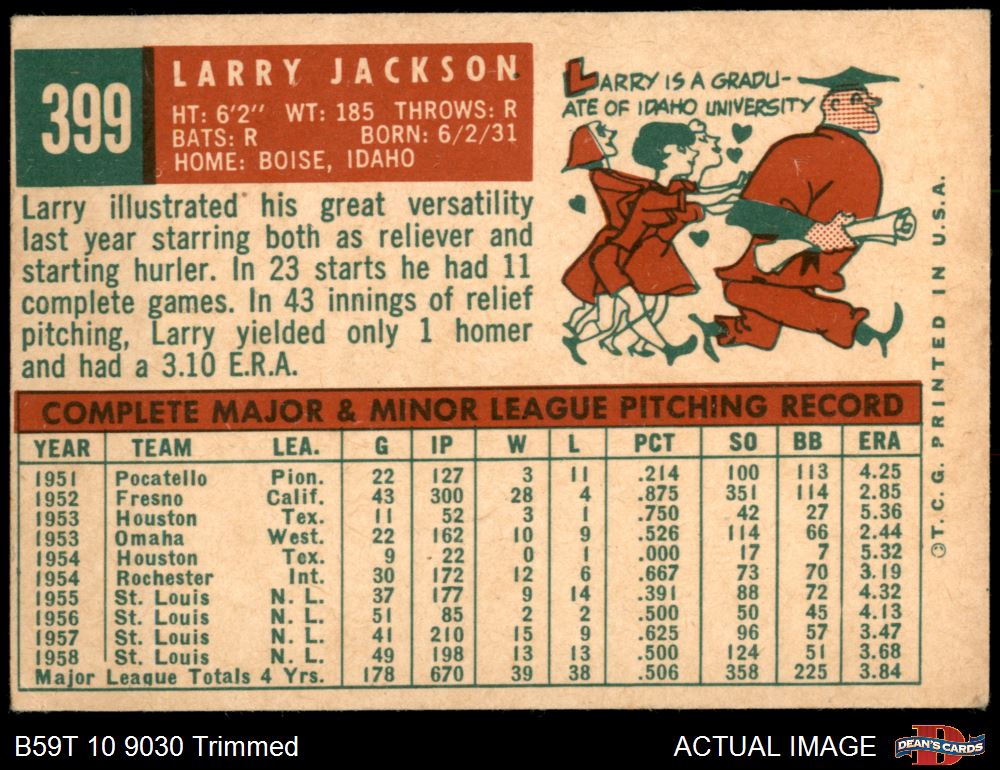 399
LARRY JACKSON
HT: 6'2" WT: 185 THROWS: R
BATS: R BORN: 6/2/31
HOME: BOISE, IDAHO
LARRY IS A GRADU-
ATE OF IDAHO UNIVERSITY
Larry illustrated his great versatility
last year starring both as reliever and
starting hurler. In 23 starts he had 11
complete games. In 43 innings of relief
pitching, Larry yielded only 1 homer
and had a 3.10 E.R.A.
COMPLETE MAJOR & MINOR LEAGUE PITCHING RECORD
YEAR TEAM LEA. G IP W L PCT SO BB ERA
1951 Pocatello Pion. 22 127 3 11 .214 100 113 4.25
1952 Fresno Calif. 43 300 28 4 .875 351 114 2.85
1953 Houston Tex. 11 52 3 1 .750 42 27 5.36
1953 Omaha West. 22 162 10 9 .526 114 66 2.44
1954 Houston Tex. 9 22 0 1 .000 17 7 5.32
1954 Rochester Int. 30 172 12 6 .667 73 70 3.19
1955 St. Louis N. L. 37 177 9 14 .391 88 72 4.32
1956 St. Louis N. L. 51 85 2 2 .500 50 45 4.13
1957 St. Louis N. L. 41 210 15 9 .625 96 57 3.47
1958 St. Louis N. L. 49 198 13 13 .500 124 51 3.68
Major League Totals 4 Yrs. 178 670 39 38 .506 358 225 3.84
©T. C. G. PRINTED IN U.S.A.
B59T 10 9030 Trimmed
ACTUAL IMAGE
DEAN'S CARDS